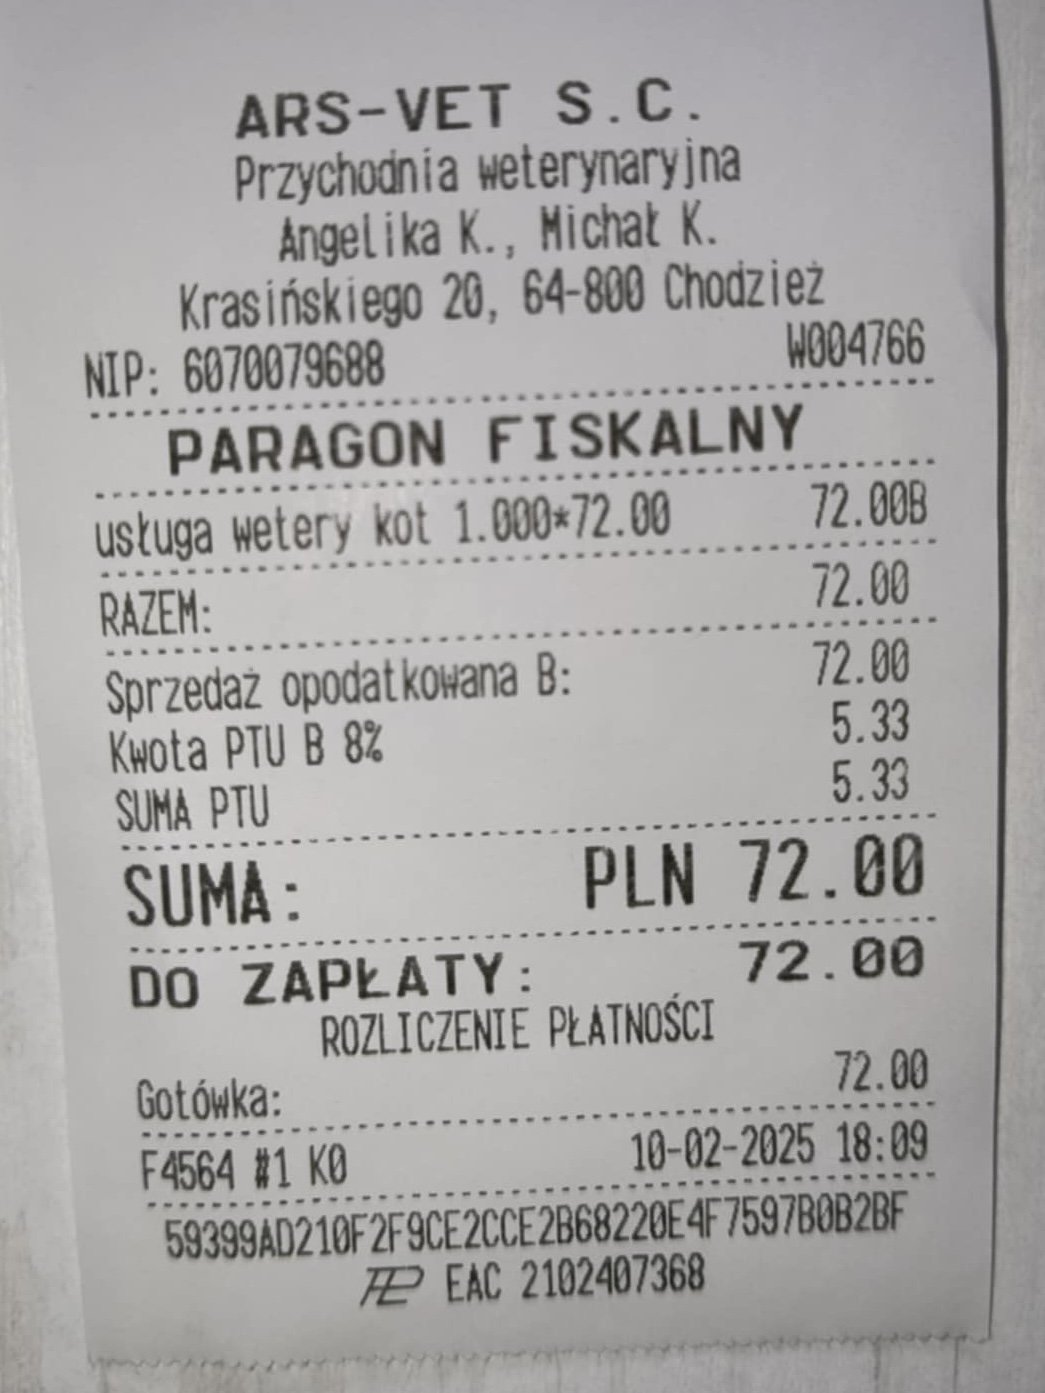 ARS-VET S.C.
Przychodnia weterynaryjna
Angelika K., Michał K.
Krasińskiego 20, 64-800 Chodzież
NIP: 6070079688 W004766
PARAGON FISKALNY
usługa wetery kot 1.000*72.00 72.00B
RAZEM: 72.00
Sprzedaż opodatkowana B: 72.00
Kwota PTU B 8% 5.33
SUMA PTU 5.33
SUMA: PLN 72.00
DO ZAPŁATY: 72.00
ROZLICZENIE PŁATNOŚCI
Gotówka: 72.00
F4564 #1 K0 10-02-2025 18:09
59399AD210F2F9CE2CCE2B68220E4F7597B0B2BF
EAC 2102407368